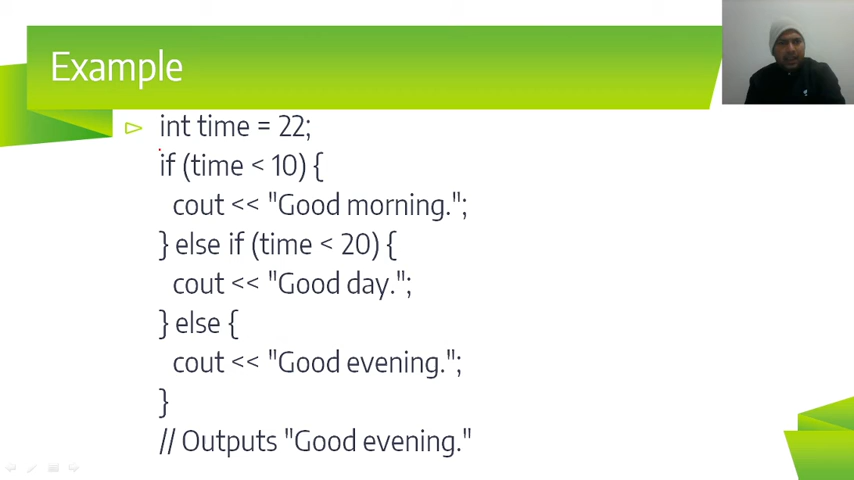 Example
int time = 22;
if (time < 10) {
cout << "Good morning.";
} else if (time < 20) {
cout << "Good day.";
} else {
cout << "Good evening.";
}
// Outputs "Good evening."